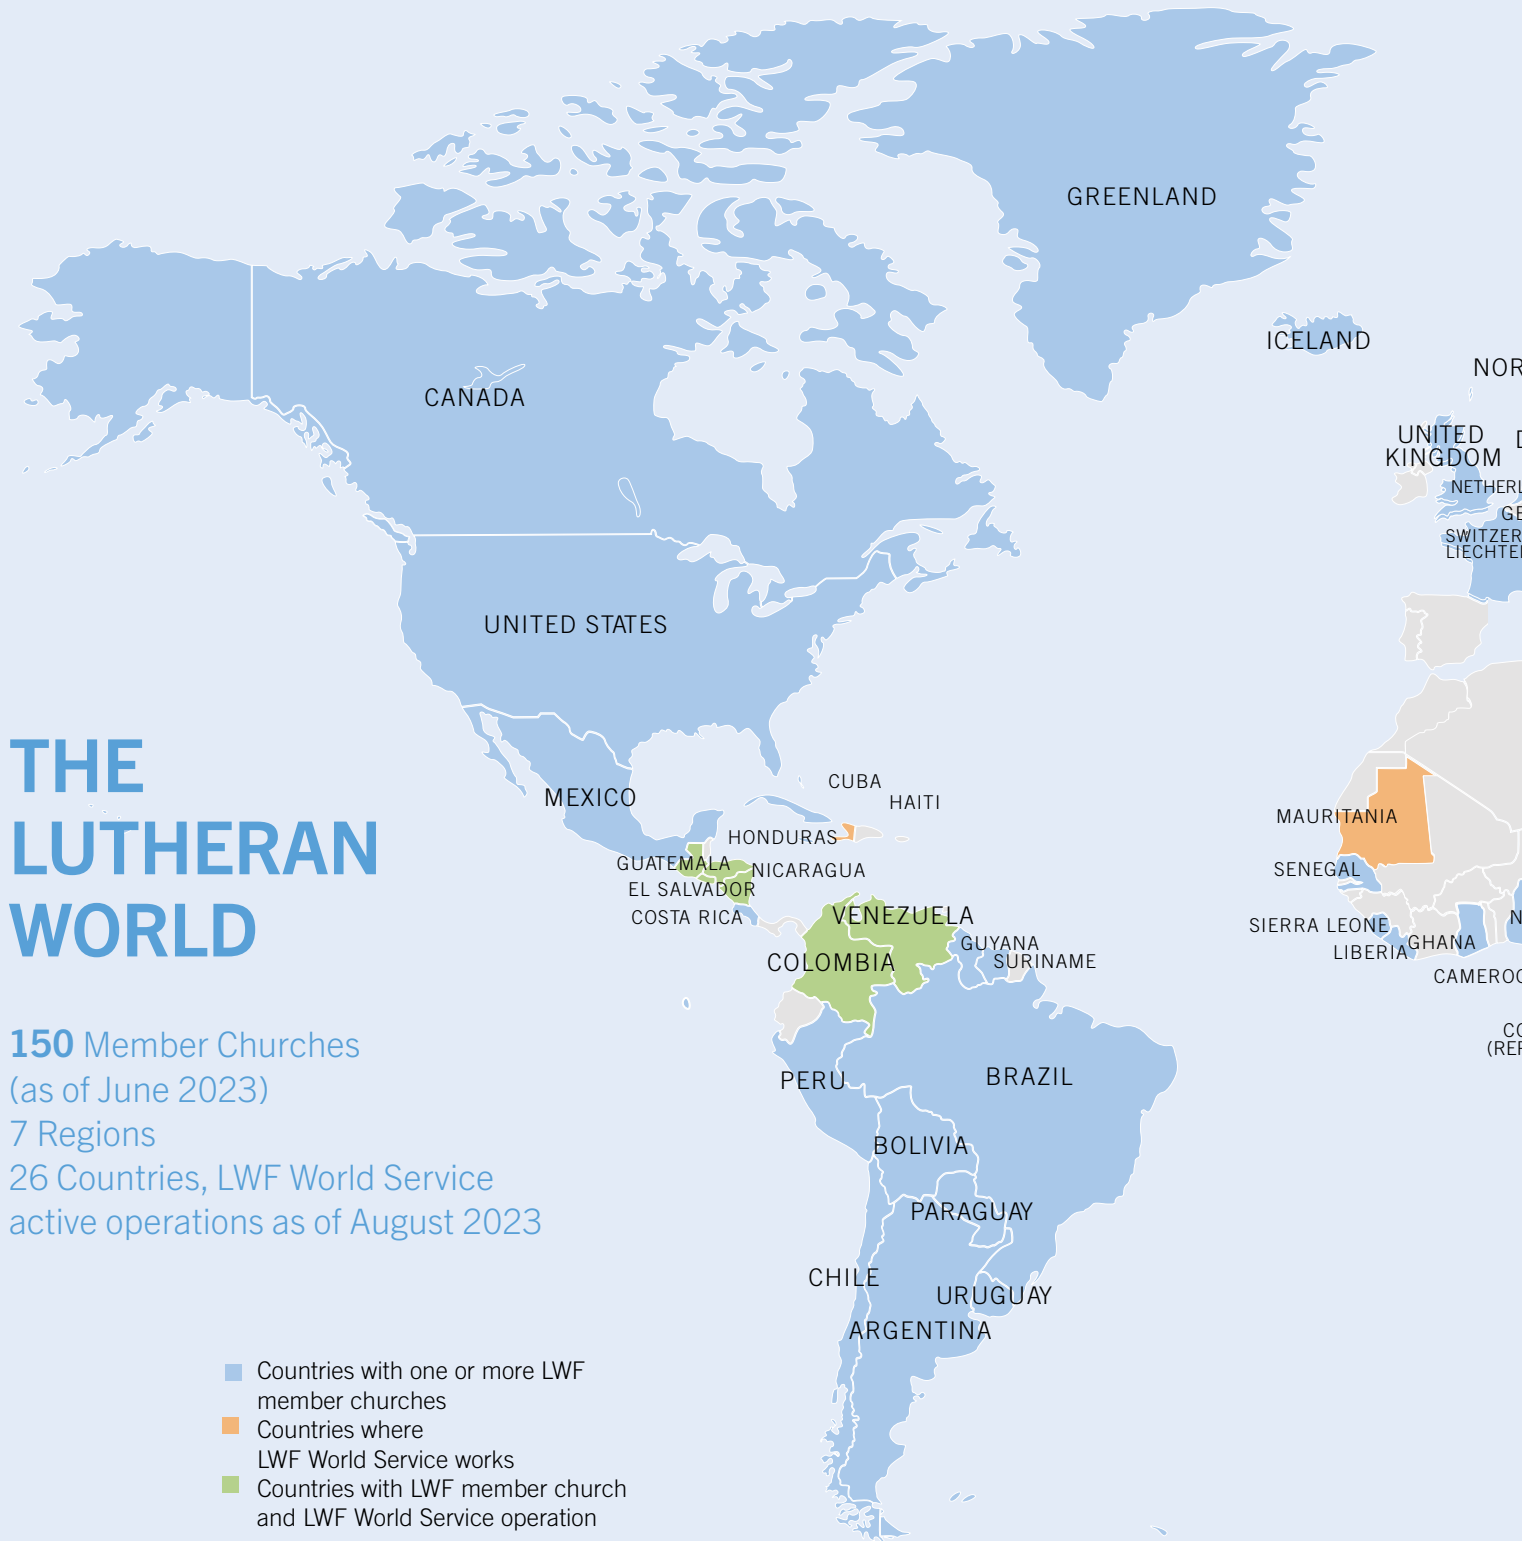 GREENLAND
ICELAND
CANADA
UNITED
KINGDOM
UNITED STATES
THE
LUTHERAN
WORLD
MEXICO
CUBA
HAITI
HONDURAS
GUATEMALA
NICARAGUA
EL SALVADOR
COSTA RICA
VENEZUELA
GUYANA
COLOMBIA
SURINAME
MAURITANIA
SENEGAL
SIERRA LEONE
LIBERIA
GHANA
150 Member Churches
(as of June 2023)
7 Regions
26 Countries, LWF World Service
active operations as of August 2023
PERU
BRAZIL
BOLIVIA
PARAGUAY
CHILE
URUGUAY
ARGENTINA
Countries with one or more LWF
member churches
Countries where
LWF World Service works
Countries with LWF member church
and LWF World Service operation